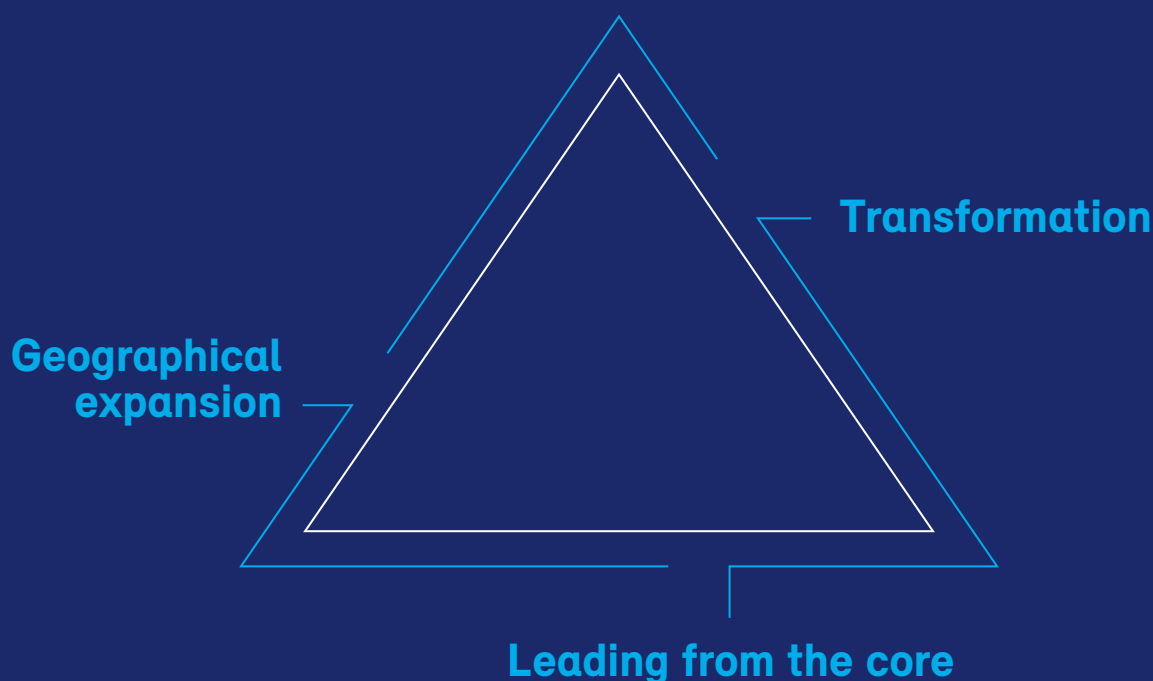 Transformation
Geographical
expansion
Leading from the core